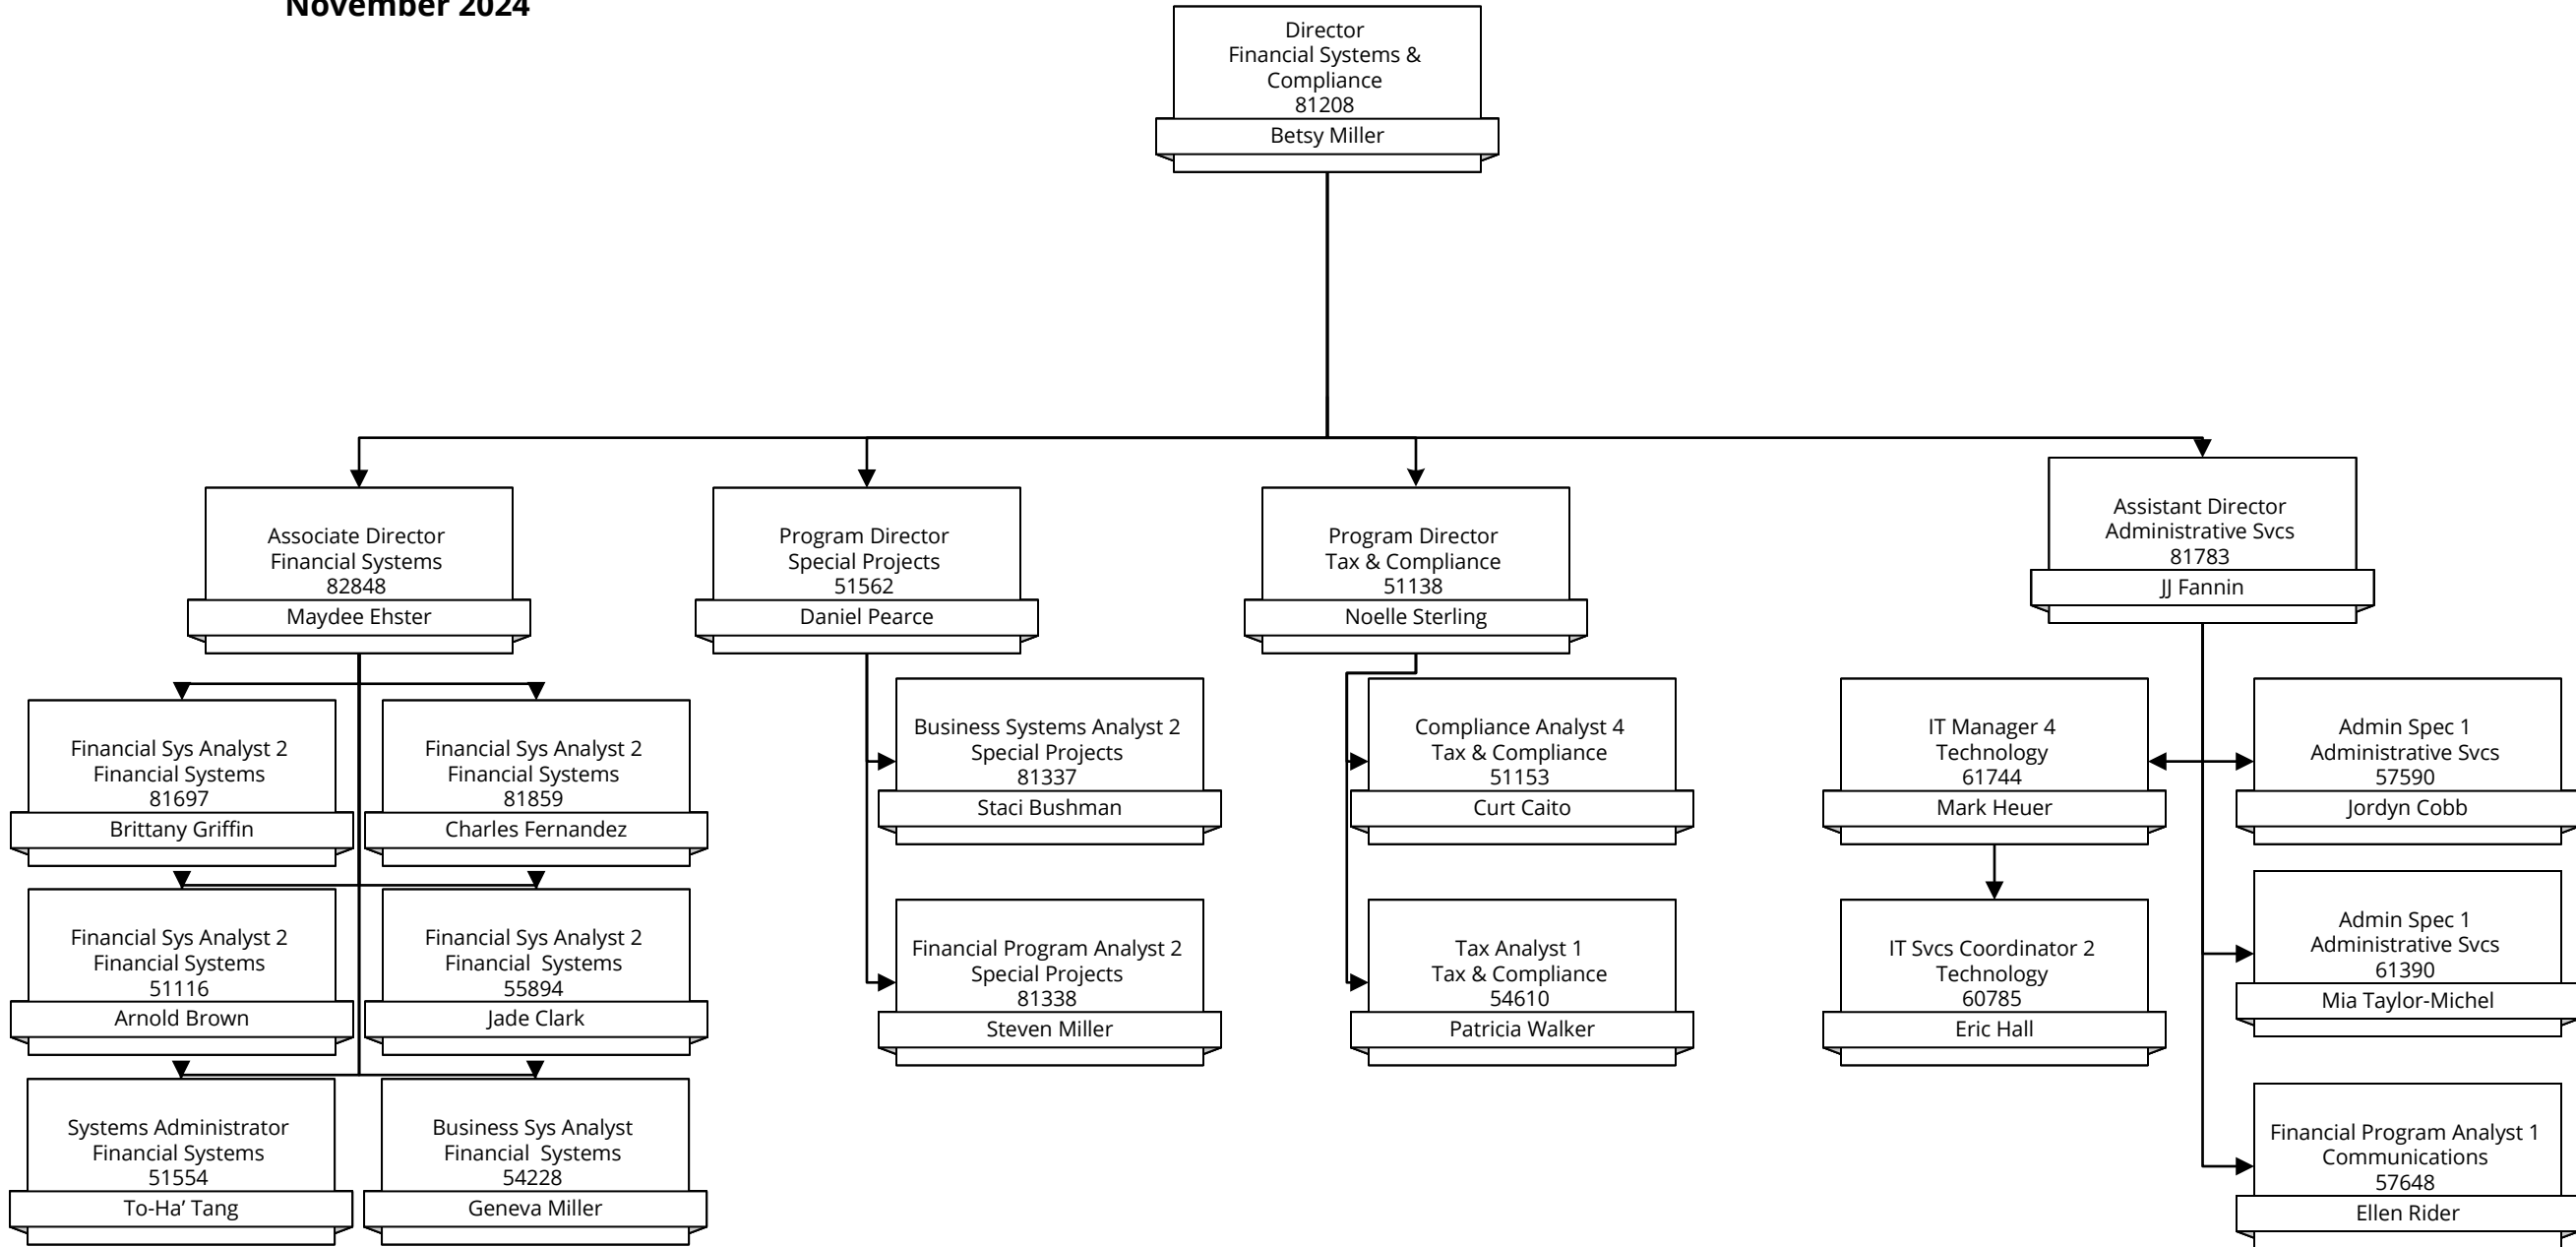 November 2024
Director
Financial Systems &
Compliance
81208
Betsy Miller
Associate Director
Financial Systems
82848
Maydee Ehster
Program Director
Special Projects
51562
Daniel Pearce
Program Director
Tax & Compliance
51138
Noelle Sterling
Assistant Director
Administrative Svcs
81783
JJ Fannin
Financial Sys Analyst 2
Financial Systems
81697
Brittany Griffin
Financial Sys Analyst 2
Financial Systems
81859
Charles Fernandez
Business Systems Analyst 2
Special Projects
81337
Staci Bushman
Compliance Analyst 4
Tax & Compliance
51153
Curt Caito
IT Manager 4
Technology
61744
Mark Heuer
Admin Spec 1
Administrative Svcs
57590
Jordyn Cobb
Financial Sys Analyst 2
Financial Systems
51116
Arnold Brown
Financial Sys Analyst 2
Financial  Systems
55894
Jade Clark
Financial Program Analyst 2
Special Projects
81338
Steven Miller
Tax Analyst 1
Tax & Compliance
54610
Patricia Walker
IT Svcs Coordinator 2
Technology
60785
Eric Hall
Admin Spec 1
Administrative Svcs
61390
Mia Taylor-Michel
Systems Administrator
Financial Systems
51554
To-Ha’ Tang
Business Sys Analyst
Financial  Systems
54228
Geneva Miller
Financial Program Analyst 1
Communications
57648
Ellen Rider